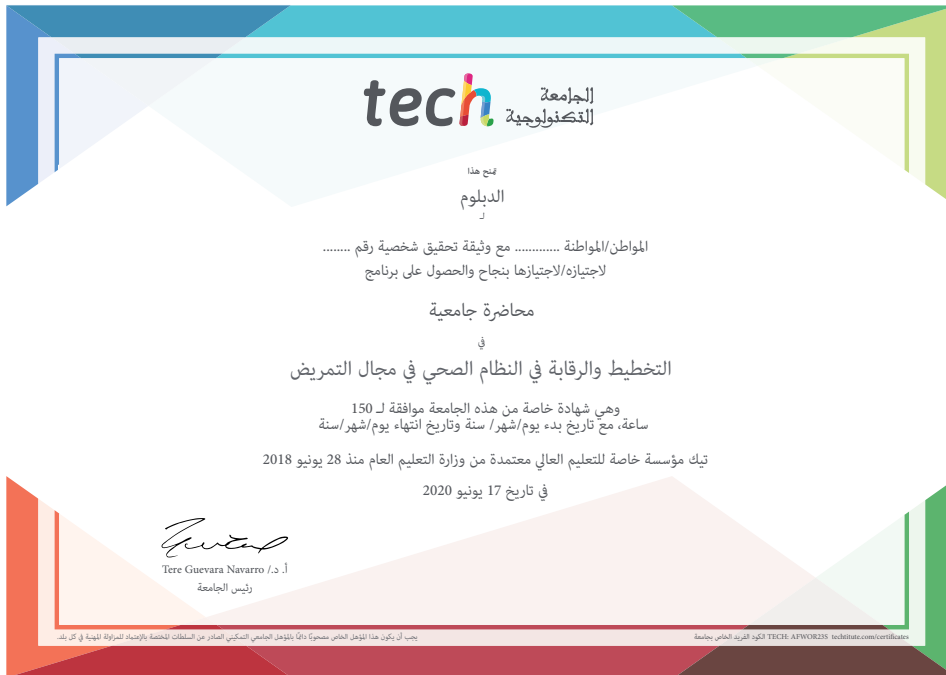 tech الجامعة
التكنولوجية
يمنح هذا
الدبلوم
لـ
المواطن/المواطنة ............. مع وثيقة تحقيق شخصية رقم ........
لاجتيازه/لاجتيازها بنجاح والحصول على برنامج
محاضرة جامعية
في
التخطيط والرقابة في النظام الصحي في مجال التمريض
وهي شهادة خاصة من هذه الجامعة موافقة لـ 150
ساعة، مع تاريخ بدء يوم/شهر/ سنة وتاريخ انتهاء يوم/شهر/سنة
تيك مؤسسة خاصة للتعليم العالي معتمدة من وزارة التعليم العام منذ 28 يونيو 2018
في تاريخ 17 يونيو 2020
أ. د./ Tere Guevara Navarro
رئيس الجامعة
يجب أن يكون هذا المؤهل الخاص مصحوبًا دائمًا بالمؤهل الجامعي التمكيني الصادر عن السلطات المختصة بالإعتماد للمزاولة المهنية في كل بلد.
الكود الفريد الخاص بجامعة TECH: AFWOR23S techtitute.com/certificates